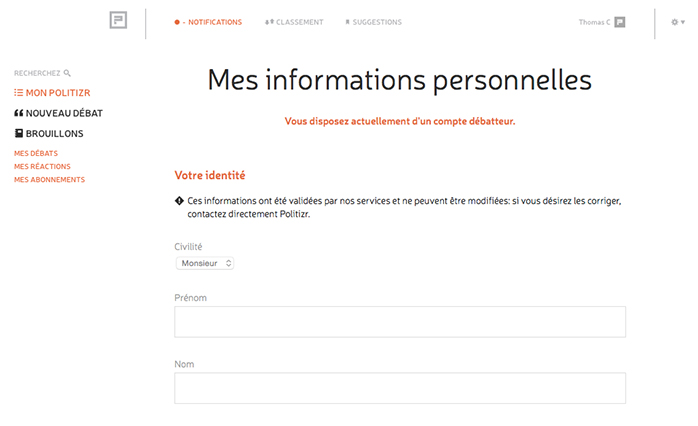 - NOTIFICATIONS
CLASSEMENT
SUGGESTIONS
Thomas C
RECHERCHEZ
MON POLITIZR
NOUVEAU DÉBAT
BROUILLONS
MES DÉBATS
MES RÉACTIONS
MES ABONNEMENTS
Mes informations personnelles
Vous disposez actuellement d'un compte débatteur.
Votre identité
Ces informations ont été validées par nos services et ne peuvent être modifiées: si vous désirez les corriger,
contactez directement Politizr.
Civilité
Monsieur
Prénom
Nom